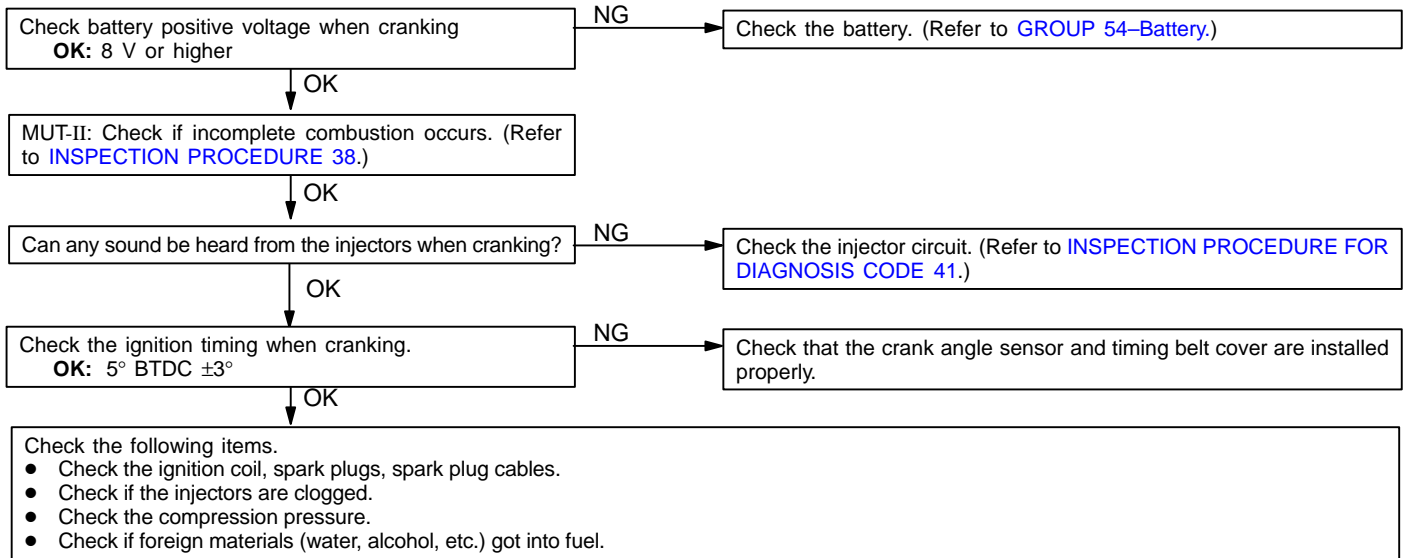 Check battery positive voltage when cranking
OK: 8 V or higher
NG
Check the battery. (Refer to GROUP 54–Battery.)
OK
MUT-II: Check if incomplete combustion occurs. (Refer
to INSPECTION PROCEDURE 38.)
OK
Can any sound be heard from the injectors when cranking?
NG
Check the injector circuit. (Refer to INSPECTION PROCEDURE FOR
DIAGNOSIS CODE 41.)
OK
Check the ignition timing when cranking.
OK: 5° BTDC ±3°
NG
Check that the crank angle sensor and timing belt cover are installed
properly.
OK
Check the following items.
● Check the ignition coil, spark plugs, spark plug cables.
● Check if the injectors are clogged.
● Check the compression pressure.
● Check if foreign materials (water, alcohol, etc.) got into fuel.